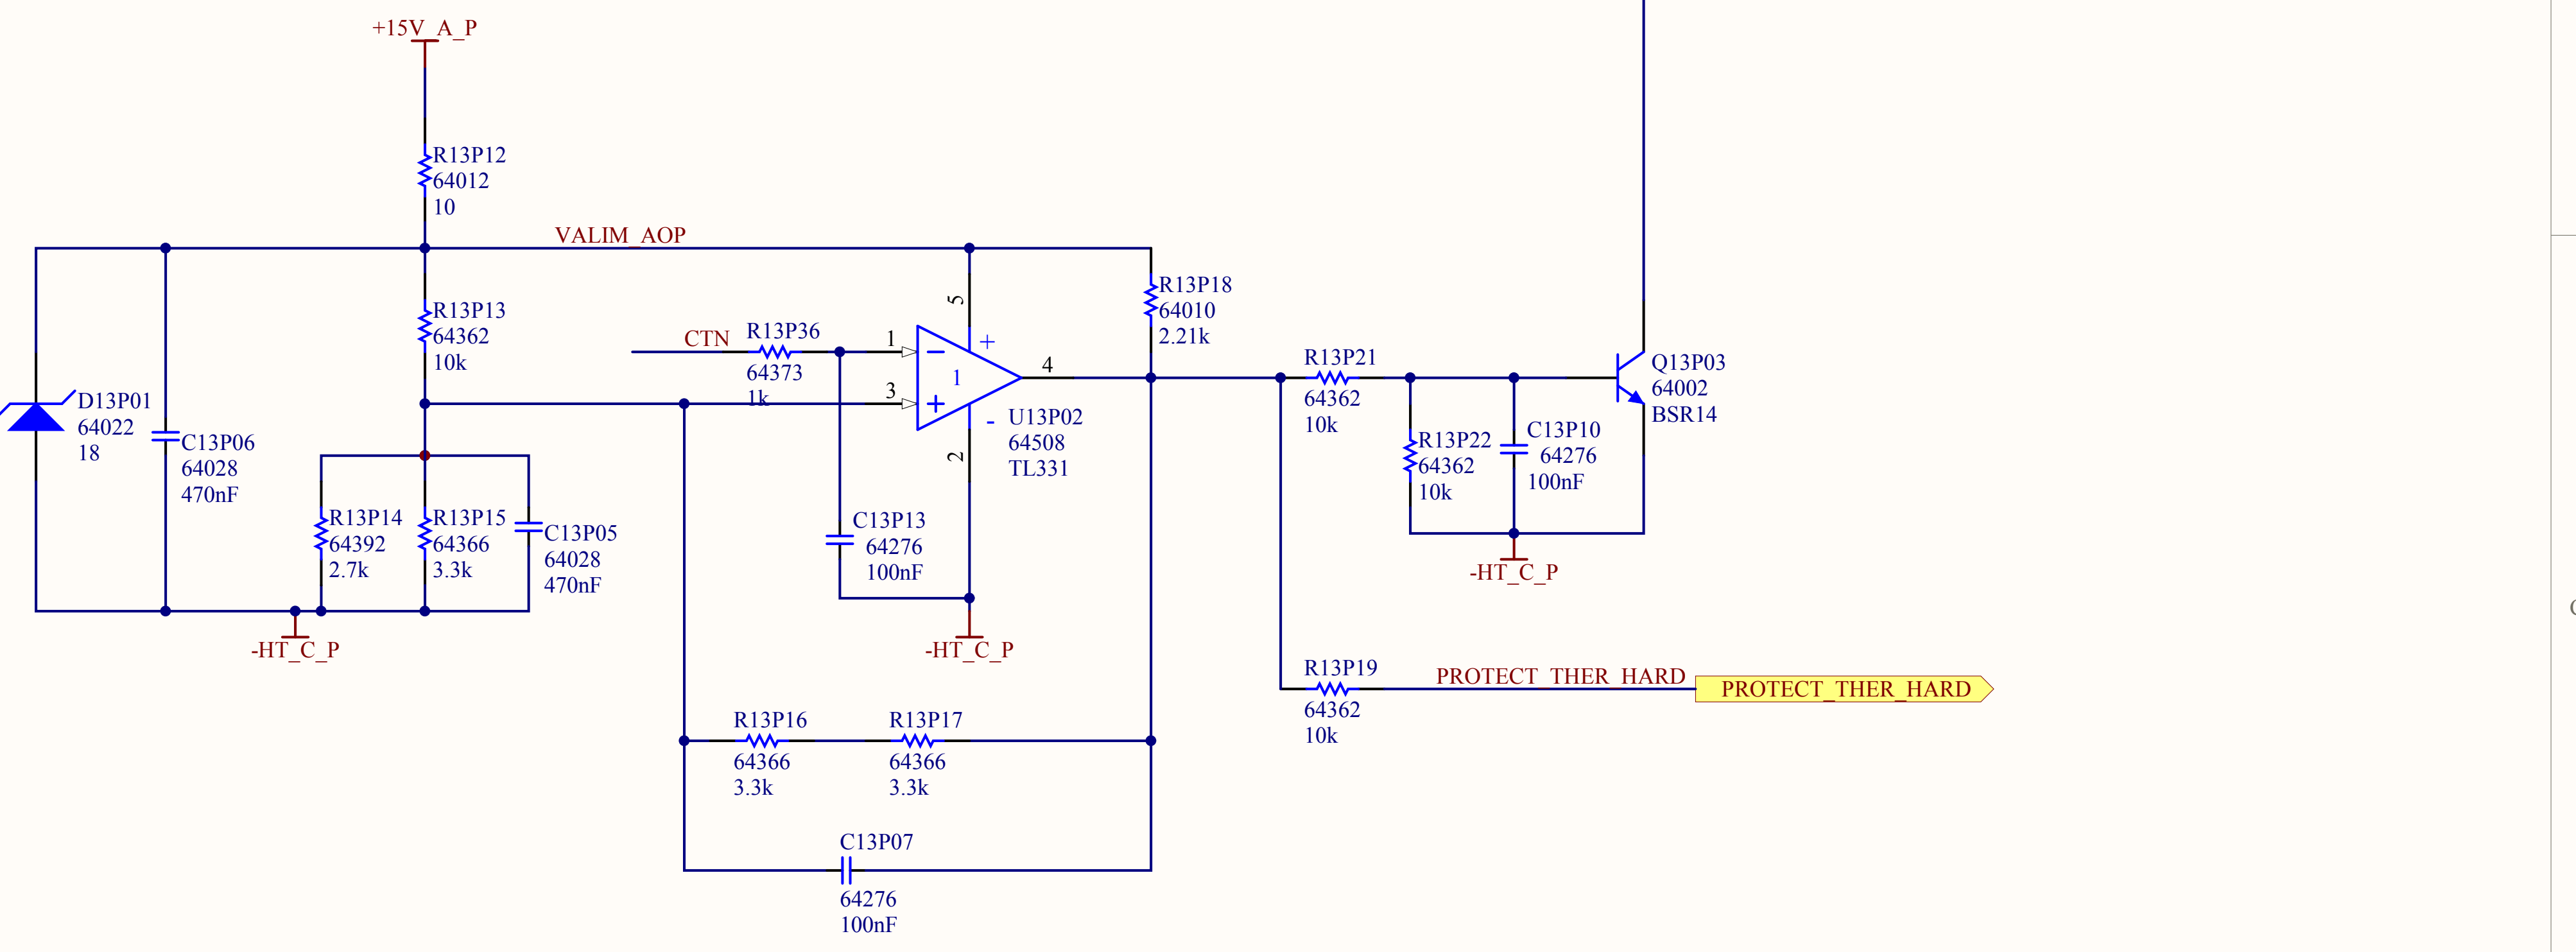 +15V_A_P
R13P12
64012
10
VALIM_AOP
R13P13
64362
10k
D13P01
64022
18
C13P06
64028
470nF
R13P14
64392
2.7k
R13P15
64366
3.3k
C13P05
64028
470nF
-HT_C_P
CTN
R13P36
64373
1k
1
3
5
2
4
1
+
-
U13P02
64508
TL331
C13P13
64276
100nF
-HT_C_P
R13P18
64010
2.21k
R13P16
64366
3.3k
R13P17
64366
3.3k
C13P07
64276
100nF
R13P21
64362
10k
R13P22
64362
10k
C13P10
64276
100nF
Q13P03
64002
BSR14
-HT_C_P
R13P19
64362
10k
PROTECT_THER_HARD
PROTECT_THER_HARD